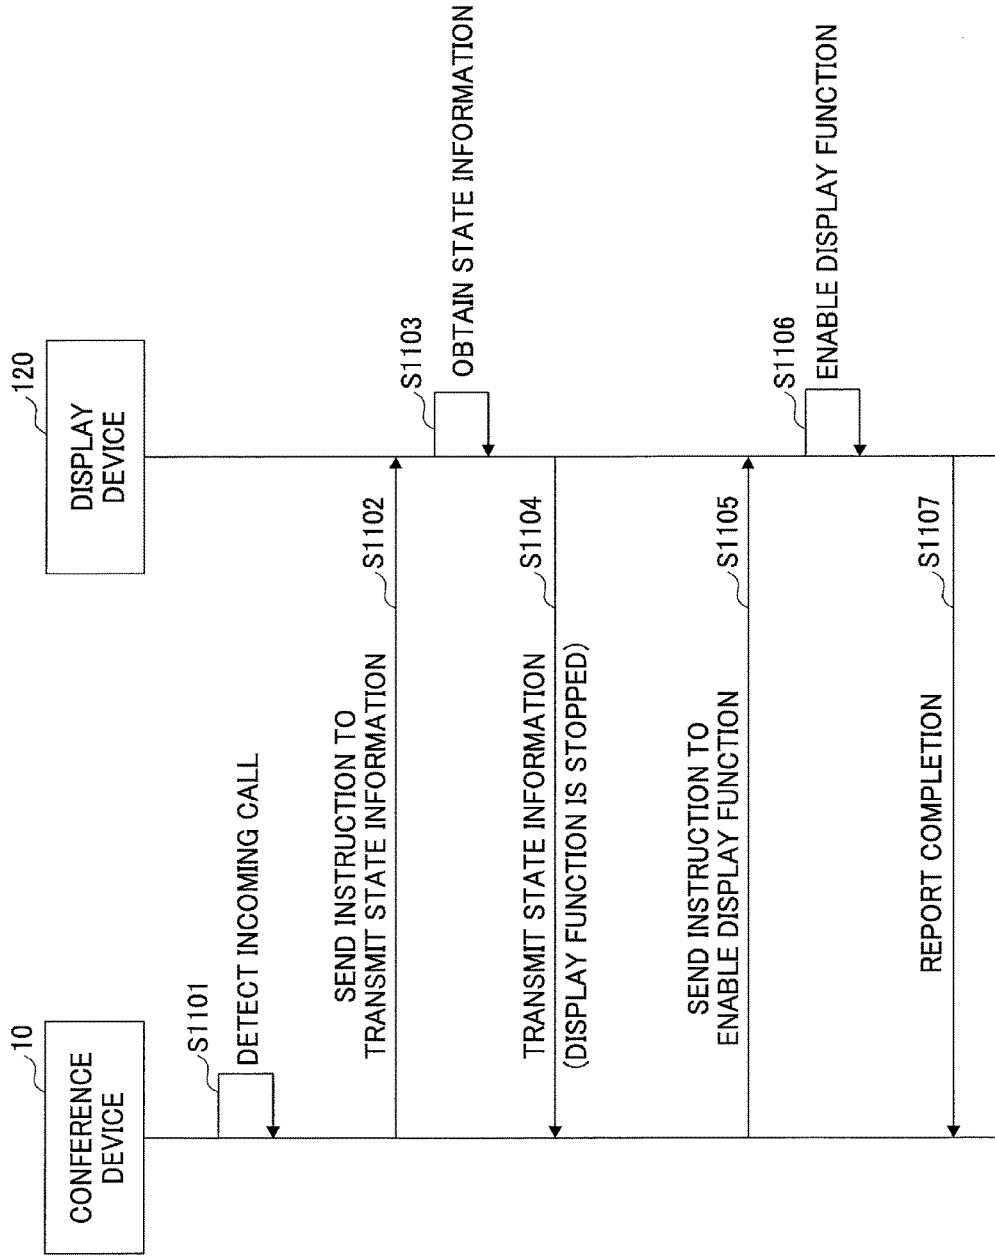 10
CONFERENCE
DEVICE
120
DISPLAY
DEVICE
S1101
DETECT INCOMING CALL
SEND INSTRUCTION TO
TRANSMIT STATE INFORMATION
S1102
S1103
OBTAIN STATE INFORMATION
TRANSMIT STATE INFORMATION
(DISPLAY FUNCTION IS STOPPED)
S1104
SEND INSTRUCTION TO
ENABLE DISPLAY FUNCTION
S1105
S1106
ENABLE DISPLAY FUNCTION
REPORT COMPLETION
S1107